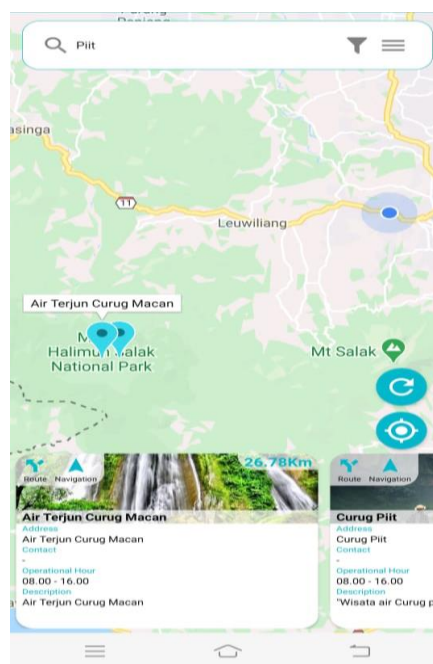 Parung
Panjang
Piit
asinga
11
Leuwiliang
Air Terjun Curug Macan
Halimun Salak
National Park
Mt Salak
26.78Km
Route Navigation
Air Terjun Curug Macan
Address
Air Terjun Curug Macan
Contact
-
Operational Hour
08.00 - 16.00
Description
Air Terjun Curug Macan
Route Navigation
Curug Piit
Address
Curug Piit
Contact
-
Operational Hour
08.00 - 16.00
Description
"Wisata air Curug p